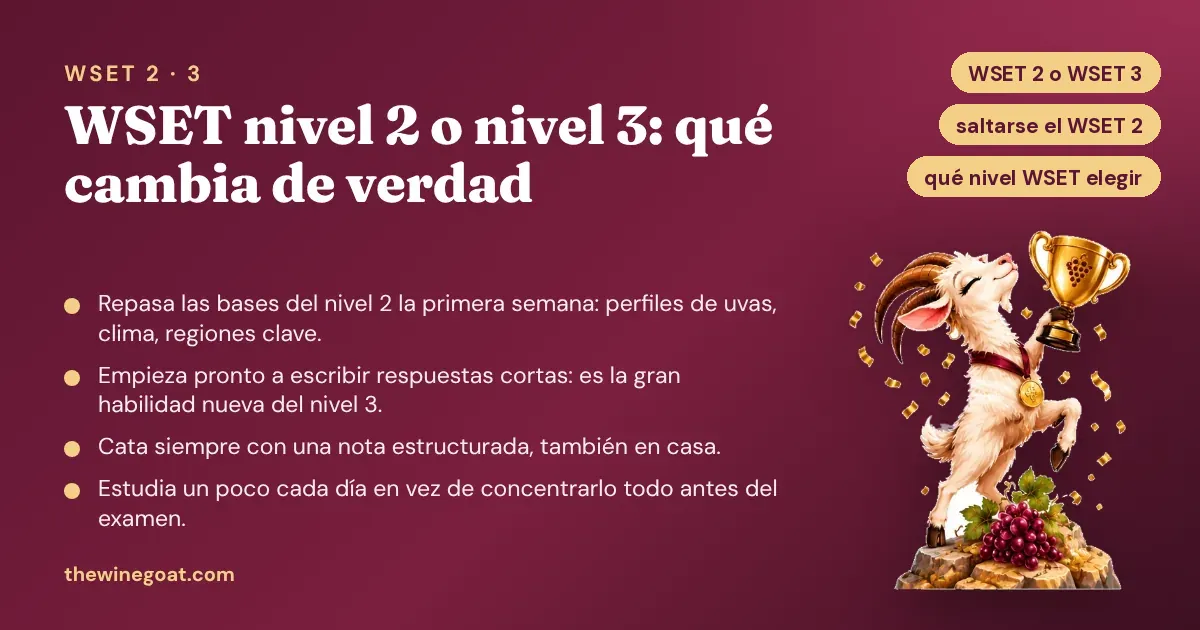 WSET 2 · 3
WSET nivel 2 o nivel 3: qué
cambia de verdad
WSET 2 o WSET 3
saltarse el WSET 2
qué nivel WSET elegir
Repasa las bases del nivel 2 la primera semana: perfiles de uvas,
clima, regiones clave.
Empieza pronto a escribir respuestas cortas: es la gran
habilidad nueva del nivel 3.
Cata siempre con una nota estructurada, también en casa.
Estudia un poco cada día en vez de concentrarlo todo antes del
examen.
thewinegoat.com